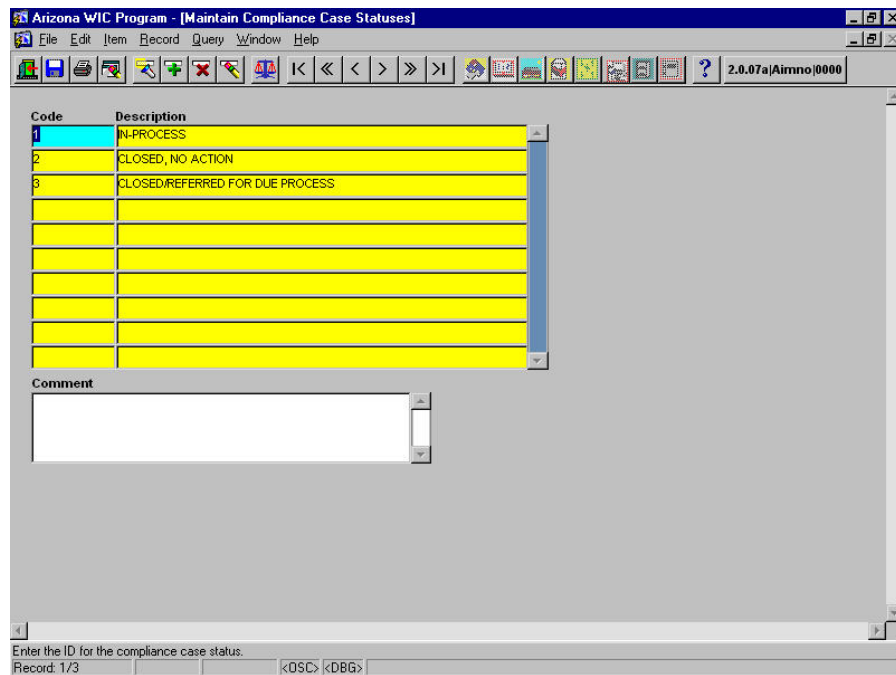 Arizona WIC Program - [Maintain Compliance Case Statuses]
File Edit Item Record Query Window Help
2.0.07a|Aimno|0000
Code Description
1 IN-PROCESS
2 CLOSED, NO ACTION
3 CLOSED/REFERRED FOR DUE PROCESS
Comment
Enter the ID for the compliance case status.
Record: 1/3 <OSC> <DBG>